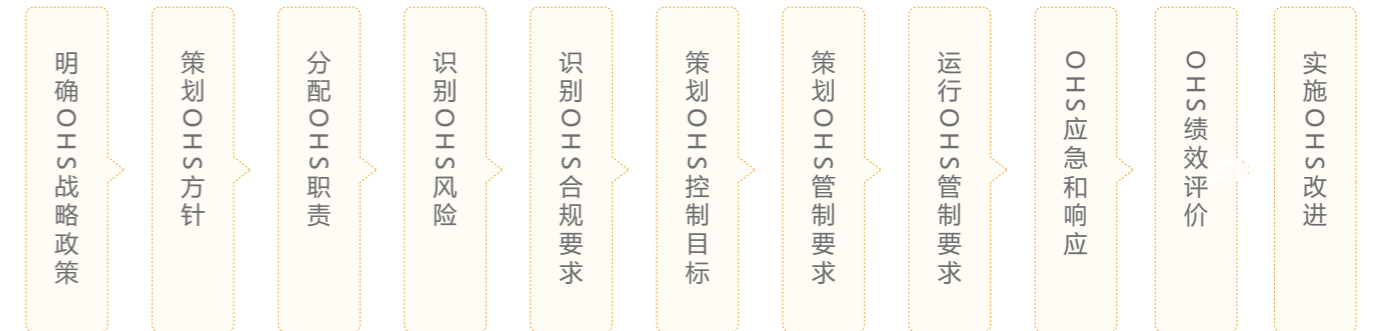 明确OHS战略政策
策划OHS方针
分配OHS职责
识别OHS风险
识别OHS合规要求
策划OHS控制目标
策划OHS管制要求
运行OHS管制要求
OHS应急和响应
OHS绩效评价
实施OHS改进